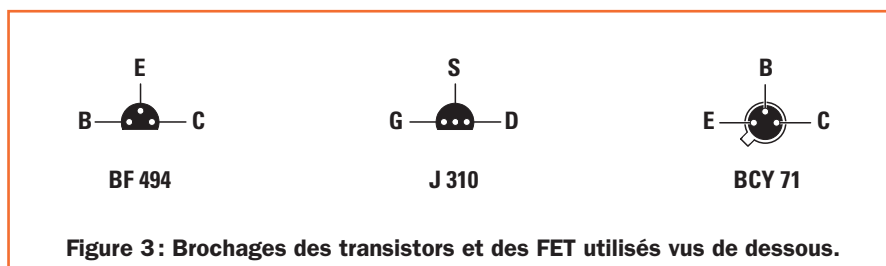 E S B
B C G D E C
BF 494 J 310 BCY 71
Figure 3: Brochages des transistors et des FET utilisés vus de dessous.